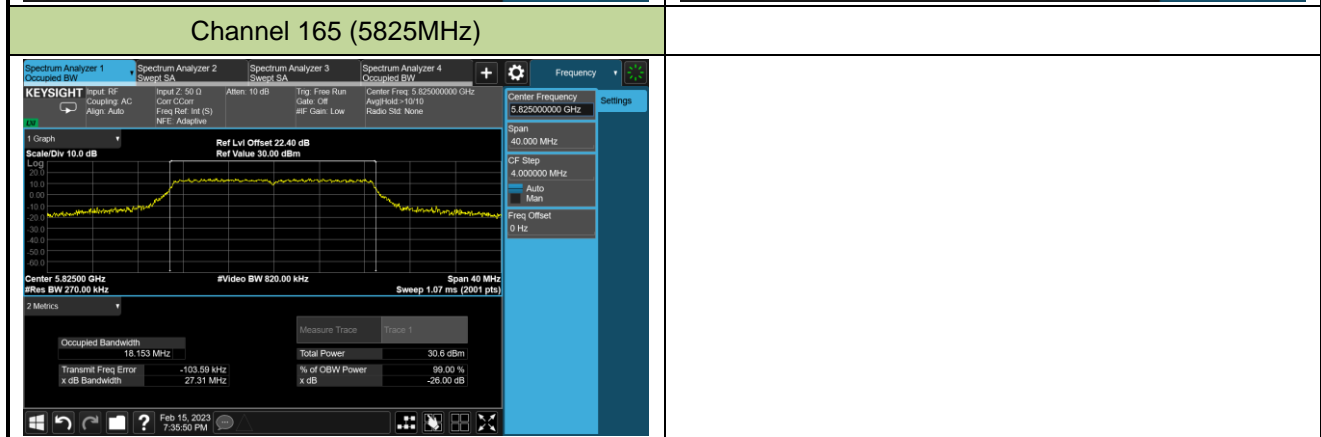 Channel 165 (5825MHz)
Spectrum Analyzer 1
Occupied BW
Spectrum Analyzer 2
Swept SA
Spectrum Analyzer 3
Swept SA
Spectrum Analyzer 4
Occupied BW
+
Frequency
KEYSIGHT
Input: RF
Coupling: AC
Align: Auto
Input Z: 50 Ω
Corr CCorr
Freq Ref: Int (S)
NFE: Adaptive
Atten: 10 dB
Trig: Free Run
Gate: Off
#IF Gain: Low
Center Freq: 5.825000000 GHz
Avg|Hold:>10/10
Radio Std: None
Center Frequency
5.825000000 GHz
Settings
Span
40.000 MHz
CF Step
4.000000 MHz
Auto
Man
Freq Offset
0 Hz
1 Graph
Scale/Div 10.0 dB
Ref Lvl Offset 22.40 dB
Ref Value 30.00 dBm
Log
20.0
10.0
0.00
-10.0
-20.0
-30.0
-40.0
-50.0
-60.0
Center 5.82500 GHz
#Video BW 820.00 kHz
Span 40 MHz
#Res BW 270.00 kHz
Sweep 1.07 ms (2001 pts)
2 Metrics
Measure Trace
Trace 1
Occupied Bandwidth
18.153 MHz
Total Power
30.6 dBm
Transmit Freq Error
-103.59 kHz
% of OBW Power
99.00 %
x dB Bandwidth
27.31 MHz
x dB
-26.00 dB
?
Feb 15, 2023
7:35:50 PM